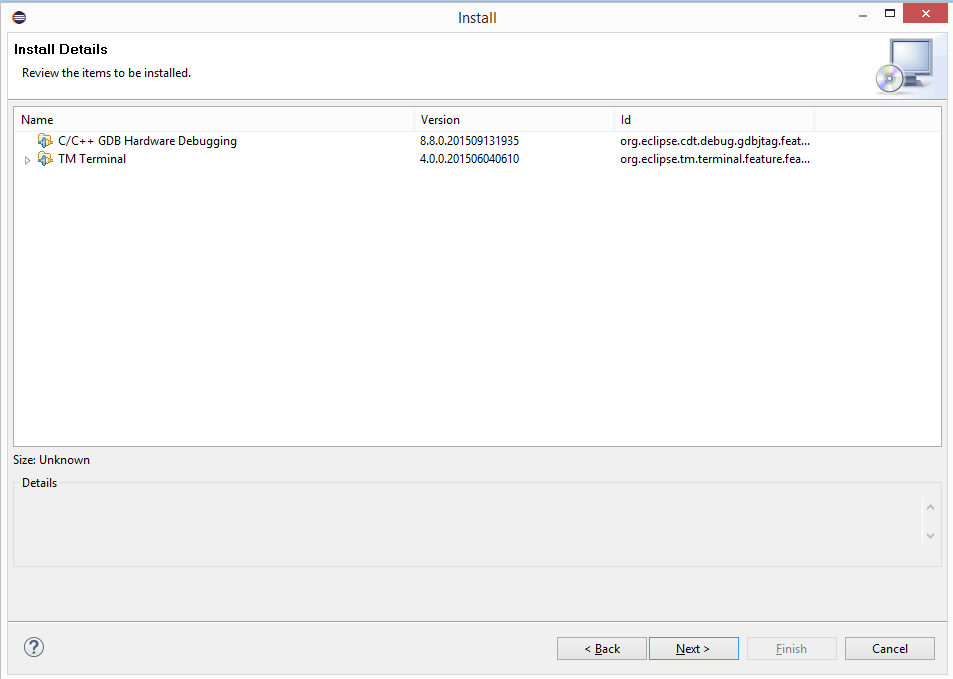 Install
Install Details
Review the items to be installed.
Name Version Id
C/C++ GDB Hardware Debugging 8.8.0.201509131935 org.eclipse.cdt.debug.gdbjtag.feat...
TM Terminal 4.0.0.201506040610 org.eclipse.tm.terminal.feature.fea...
Size: Unknown
Details
? < Back Next > Finish Cancel